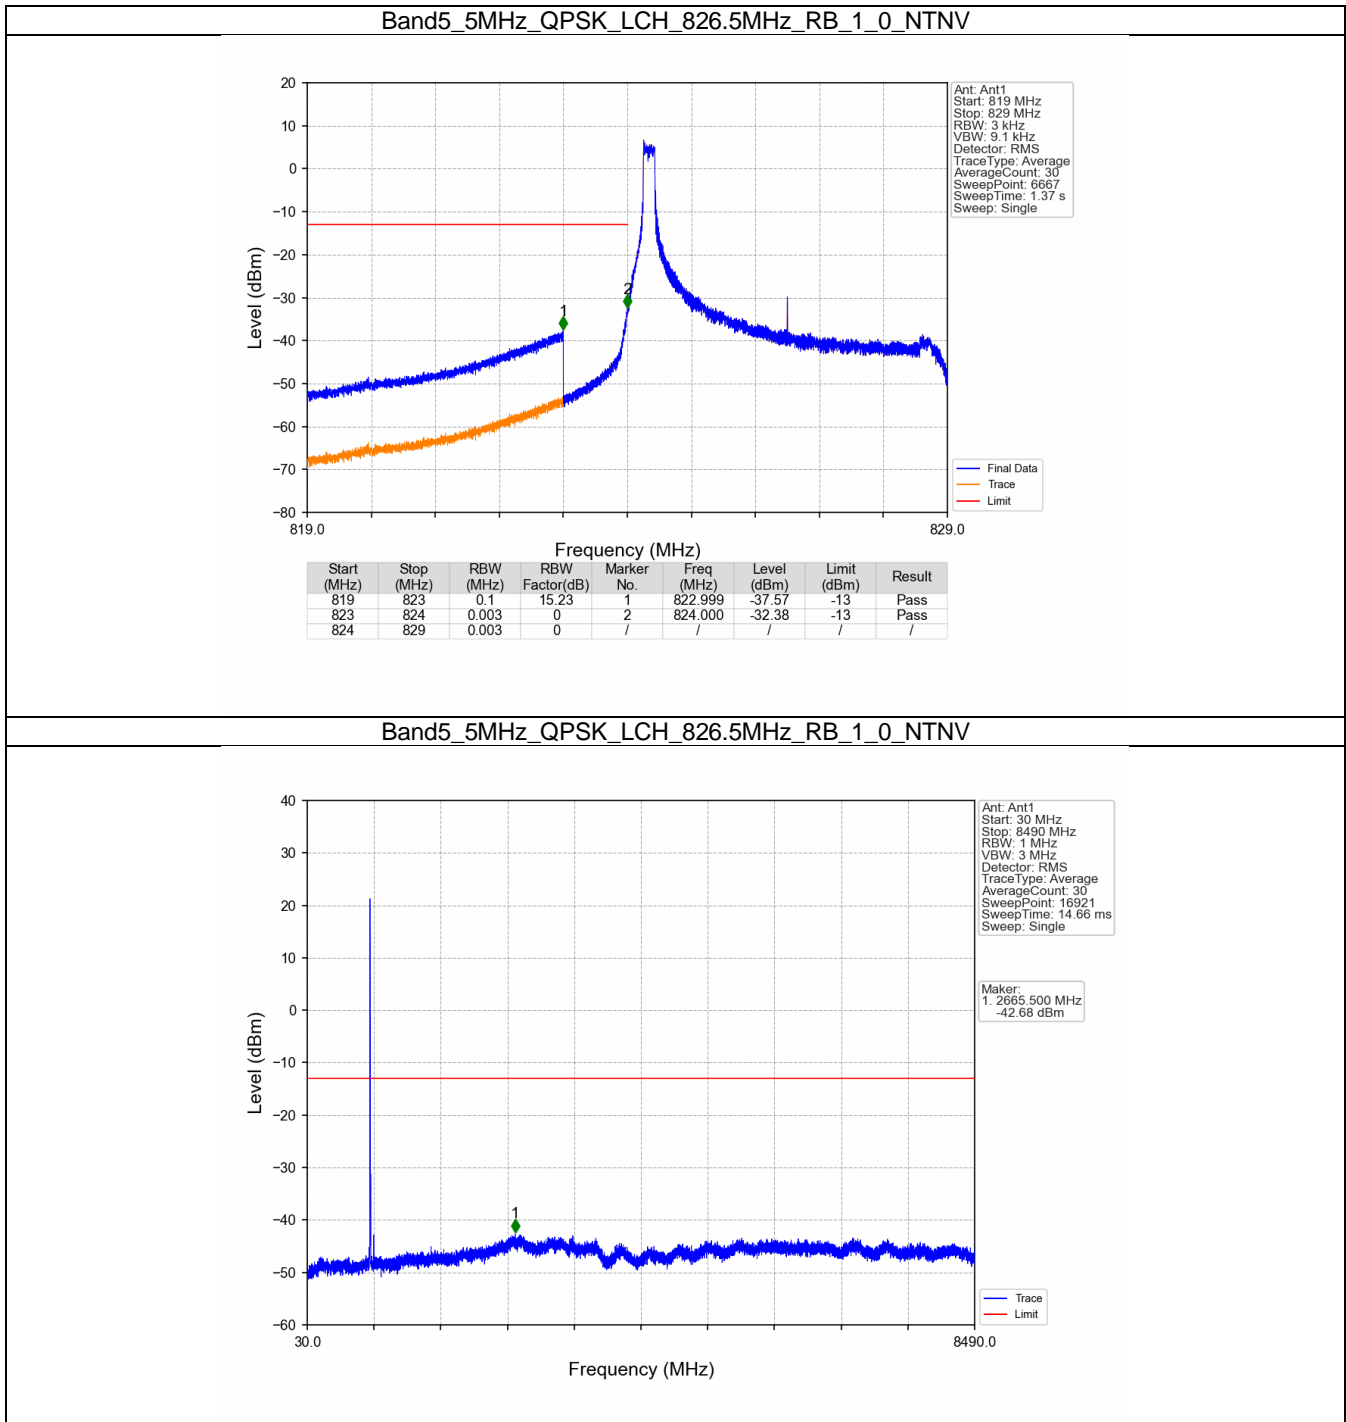 Band5_5MHz_QPSK_LCH_826.5MHz_RB_1_0_NTNV
20
10
0
−10
−20
−30
−40
−50
−60
−70
−80
Level (dBm)
1
2
819.0
829.0
Frequency (MHz)
Ant: Ant1
Start: 819 MHz
Stop: 829 MHz
RBW: 3 kHz
VBW: 9.1 kHz
Detector: RMS
TraceType: Average
AverageCount: 30
SweepPoint: 6667
SweepTime: 1.37 s
Sweep: Single
Final Data
Trace
Limit
Start (MHz) Stop (MHz) RBW (MHz) RBW Factor(dB) Marker No. Freq (MHz) Level (dBm) Limit (dBm) Result
819 823 0.1 15.23 1 822.999 -37.57 -13 Pass
823 824 0.003 0 2 824.000 -32.38 -13 Pass
824 829 0.003 0 / / / / /
Band5_5MHz_QPSK_LCH_826.5MHz_RB_1_0_NTNV
40
30
20
10
0
−10
−20
−30
−40
−50
−60
Level (dBm)
1
30.0
8490.0
Frequency (MHz)
Ant: Ant1
Start: 30 MHz
Stop: 8490 MHz
RBW: 1 MHz
VBW: 3 MHz
Detector: RMS
TraceType: Average
AverageCount: 30
SweepPoint: 16921
SweepTime: 14.66 ms
Sweep: Single
Maker:
1. 2665.500 MHz
-42.68 dBm
Trace
Limit